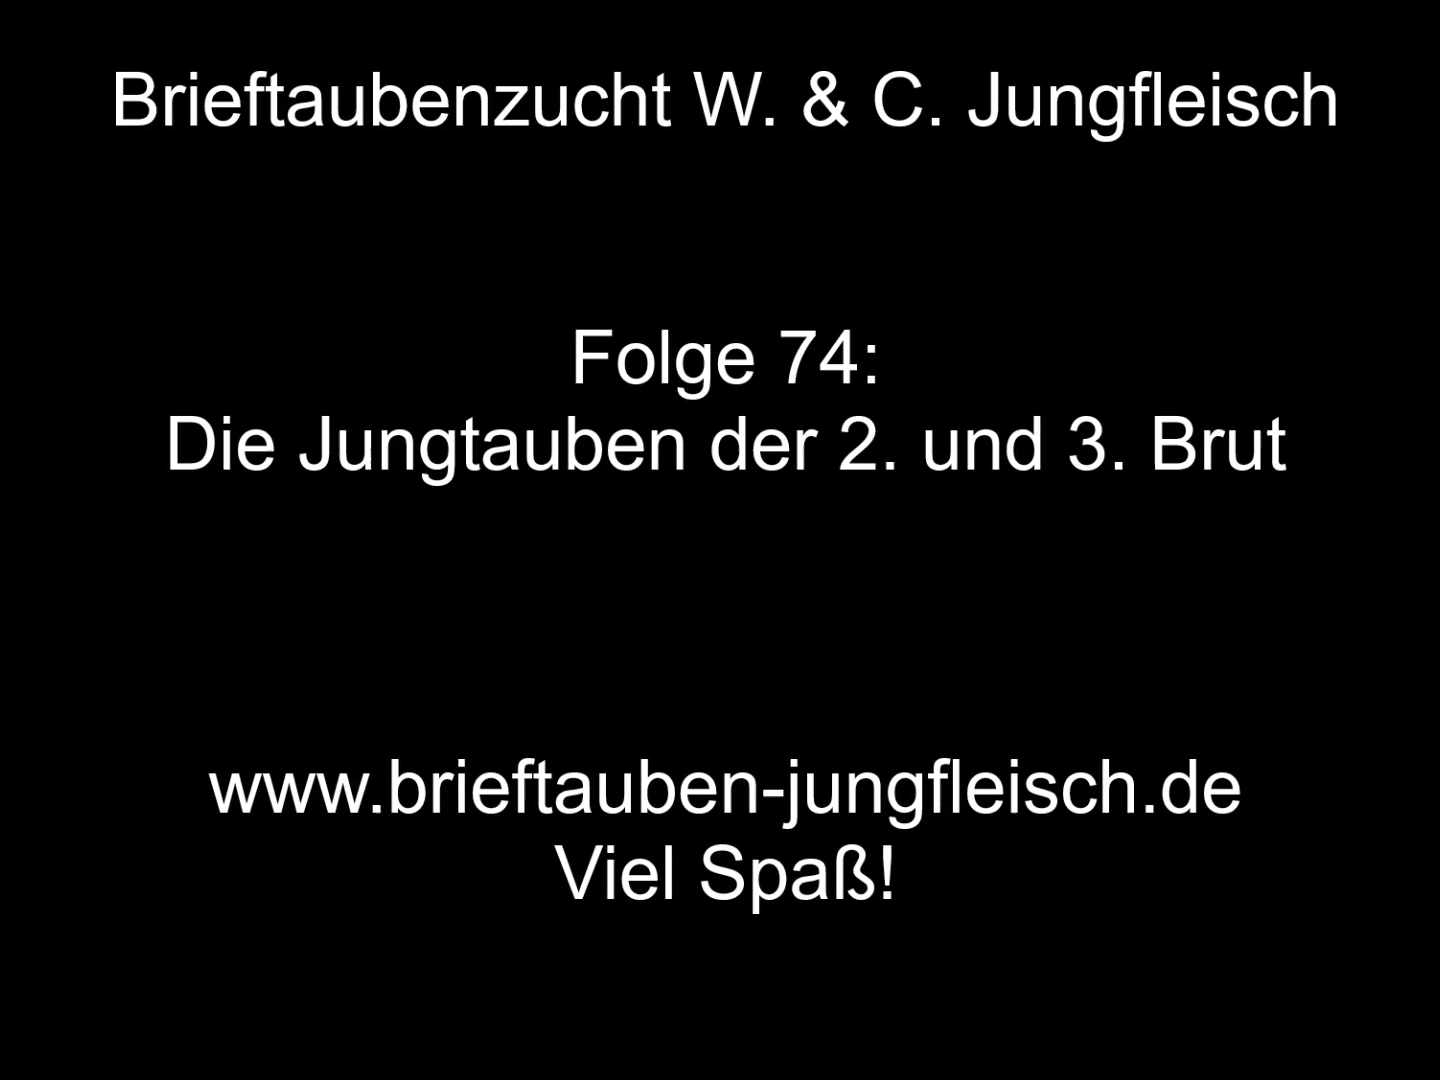 Brieftaubenzucht W. & C. Jungfleisch
Folge 74:
Die Jungtauben der 2. und 3. Brut
www.brieftauben-jungfleisch.de
Viel Spaß!